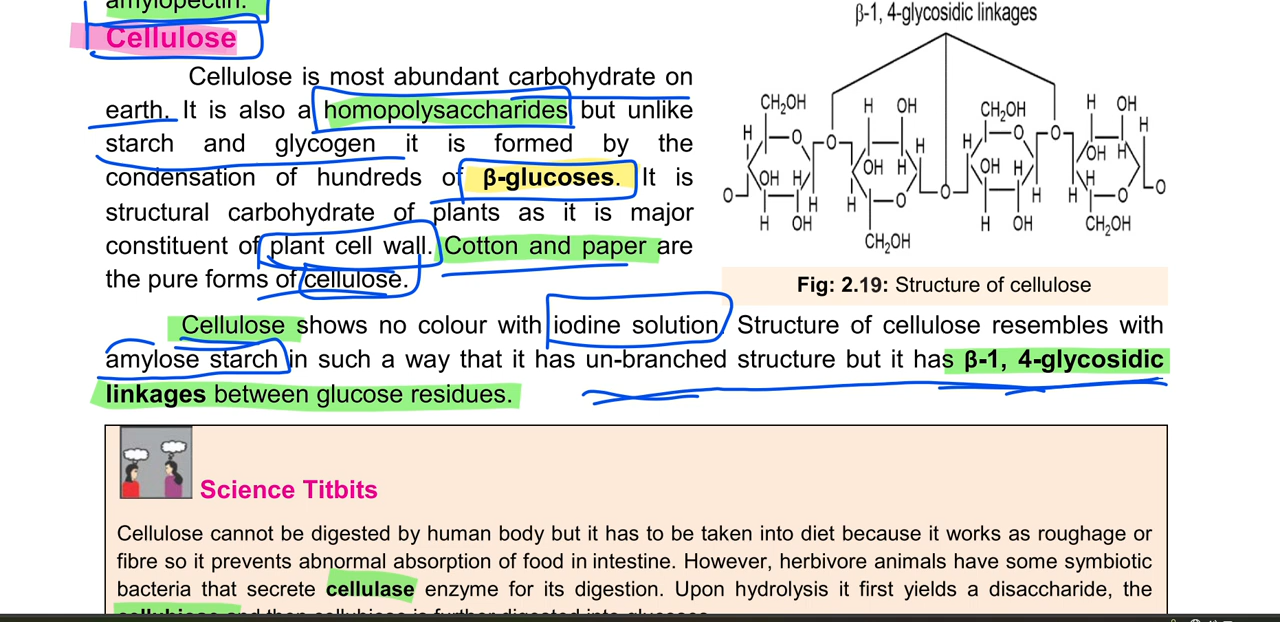 amylopectin.
Cellulose
Cellulose is most abundant carbohydrate on
earth. It is also a homopolysaccharides but unlike
starch and glycogen it is formed by the
condensation of hundreds of β-glucoses. It is
structural carbohydrate of plants as it is major
constituent of plant cell wall. Cotton and paper are
the pure forms of cellulose.
β-1, 4-glycosidic linkages
CH₂OH H OH CH₂OH H OH
H O O H H O O H
OH H OH H OH H OH H
O H H O O H H O O
H OH CH₂OH H OH CH₂OH
Fig: 2.19: Structure of cellulose
Cellulose shows no colour with iodine solution. Structure of cellulose resembles with
amylose starch in such a way that it has un-branched structure but it has β-1, 4-glycosidic
linkages between glucose residues.
Science Titbits
Cellulose cannot be digested by human body but it has to be taken into diet because it works as roughage or
fibre so it prevents abnormal absorption of food in intestine. However, herbivore animals have some symbiotic
bacteria that secrete cellulase enzyme for its digestion. Upon hydrolysis it first yields a disaccharide, the